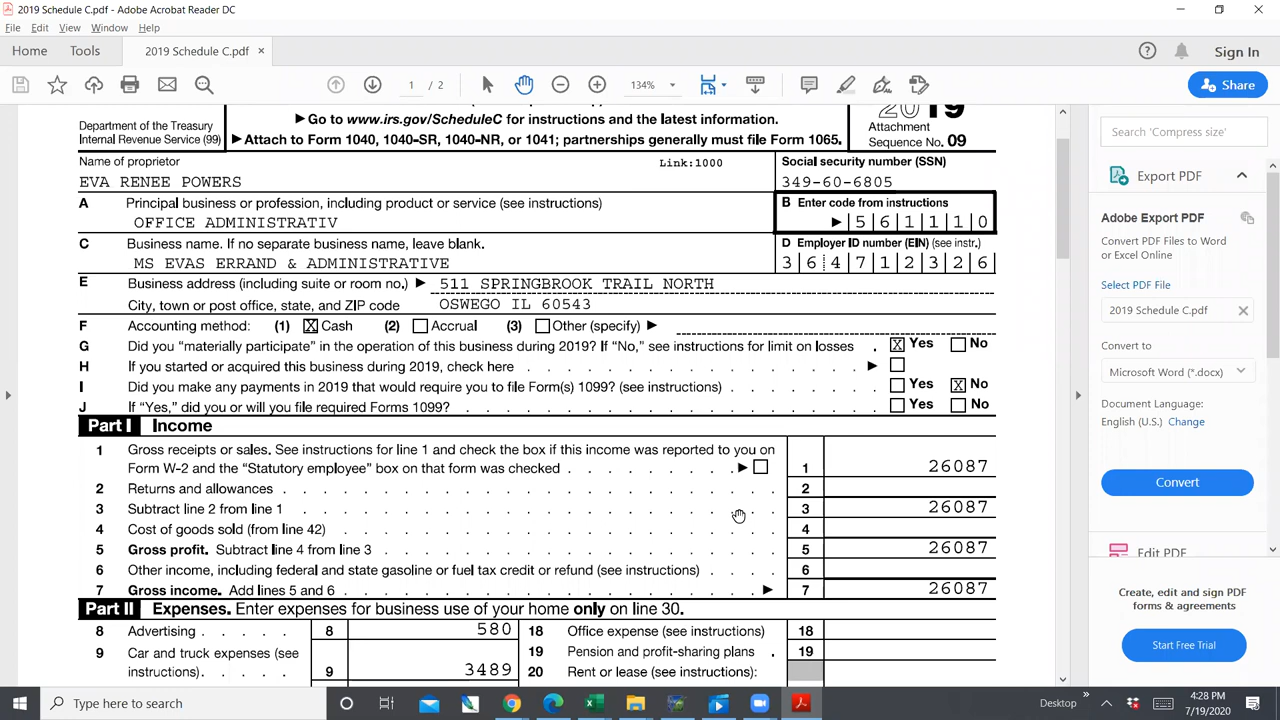 2019 Schedule C.pdf - Adobe Acrobat Reader DC
File Edit View Window Help
Home Tools 2019 Schedule C.pdf × Sign In
1 / 2 134% Share
Department of the Treasury
Internal Revenue Service (99)
▶ Go to www.irs.gov/ScheduleC for instructions and the latest information.
▶ Attach to Form 1040, 1040-SR, 1040-NR, or 1041; partnerships generally must file Form 1065.
2019
Attachment
Sequence No. 09
Name of proprietor Link:1000 Social security number (SSN)
EVA RENEE POWERS 349-60-6805
A Principal business or profession, including product or service (see instructions) B Enter code from instructions
OFFICE ADMINISTRATIV ▶ 5 6 1 1 1 0
C Business name. If no separate business name, leave blank. D Employer ID number (EIN) (see instr.)
MS EVAS ERRAND & ADMINISTRATIVE 3 6 4 7 1 2 3 2 6
E Business address (including suite or room no.) ▶ 511 SPRINGBROOK TRAIL NORTH
City, town or post office, state, and ZIP code OSWEGO IL 60543
F Accounting method: (1) X Cash (2) Accrual (3) Other (specify) ▶
G Did you “materially participate” in the operation of this business during 2019? If “No,” see instructions for limit on losses . X Yes No
H If you started or acquired this business during 2019, check here ▶
I Did you make any payments in 2019 that would require you to file Form(s) 1099? (see instructions) Yes X No
J If “Yes,” did you or will you file required Forms 1099? Yes No
Part I Income
1 Gross receipts or sales. See instructions for line 1 and check the box if this income was reported to you on
Form W-2 and the “Statutory employee” box on that form was checked ▶ 1 26087
2 Returns and allowances 2
3 Subtract line 2 from line 1 3 26087
4 Cost of goods sold (from line 42) 4
5 Gross profit. Subtract line 4 from line 3 5 26087
6 Other income, including federal and state gasoline or fuel tax credit or refund (see instructions) 6
7 Gross income. Add lines 5 and 6 ▶ 7 26087
Part II Expenses. Enter expenses for business use of your home only on line 30.
8 Advertising 8 580 18 Office expense (see instructions) 18
9 Car and truck expenses (see 19 Pension and profit-sharing plans . 19
instructions) 9 3489 20 Rent or lease (see instructions):
Search 'Compress size'
Export PDF
Adobe Export PDF
Convert PDF Files to Word
or Excel Online
Select PDF File
2019 Schedule C.pdf
Convert to
Microsoft Word (*.docx)
Document Language:
English (U.S.) Change
Convert
Edit PDF
Create, edit and sign PDF
forms & agreements
Start Free Trial
Type here to search Desktop
4:28 PM
7/19/2020